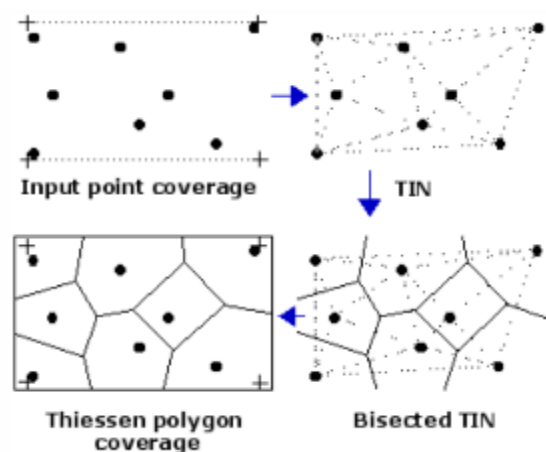 Input point coverage
TIN
Thiessen polygon
coverage
Bisected TIN